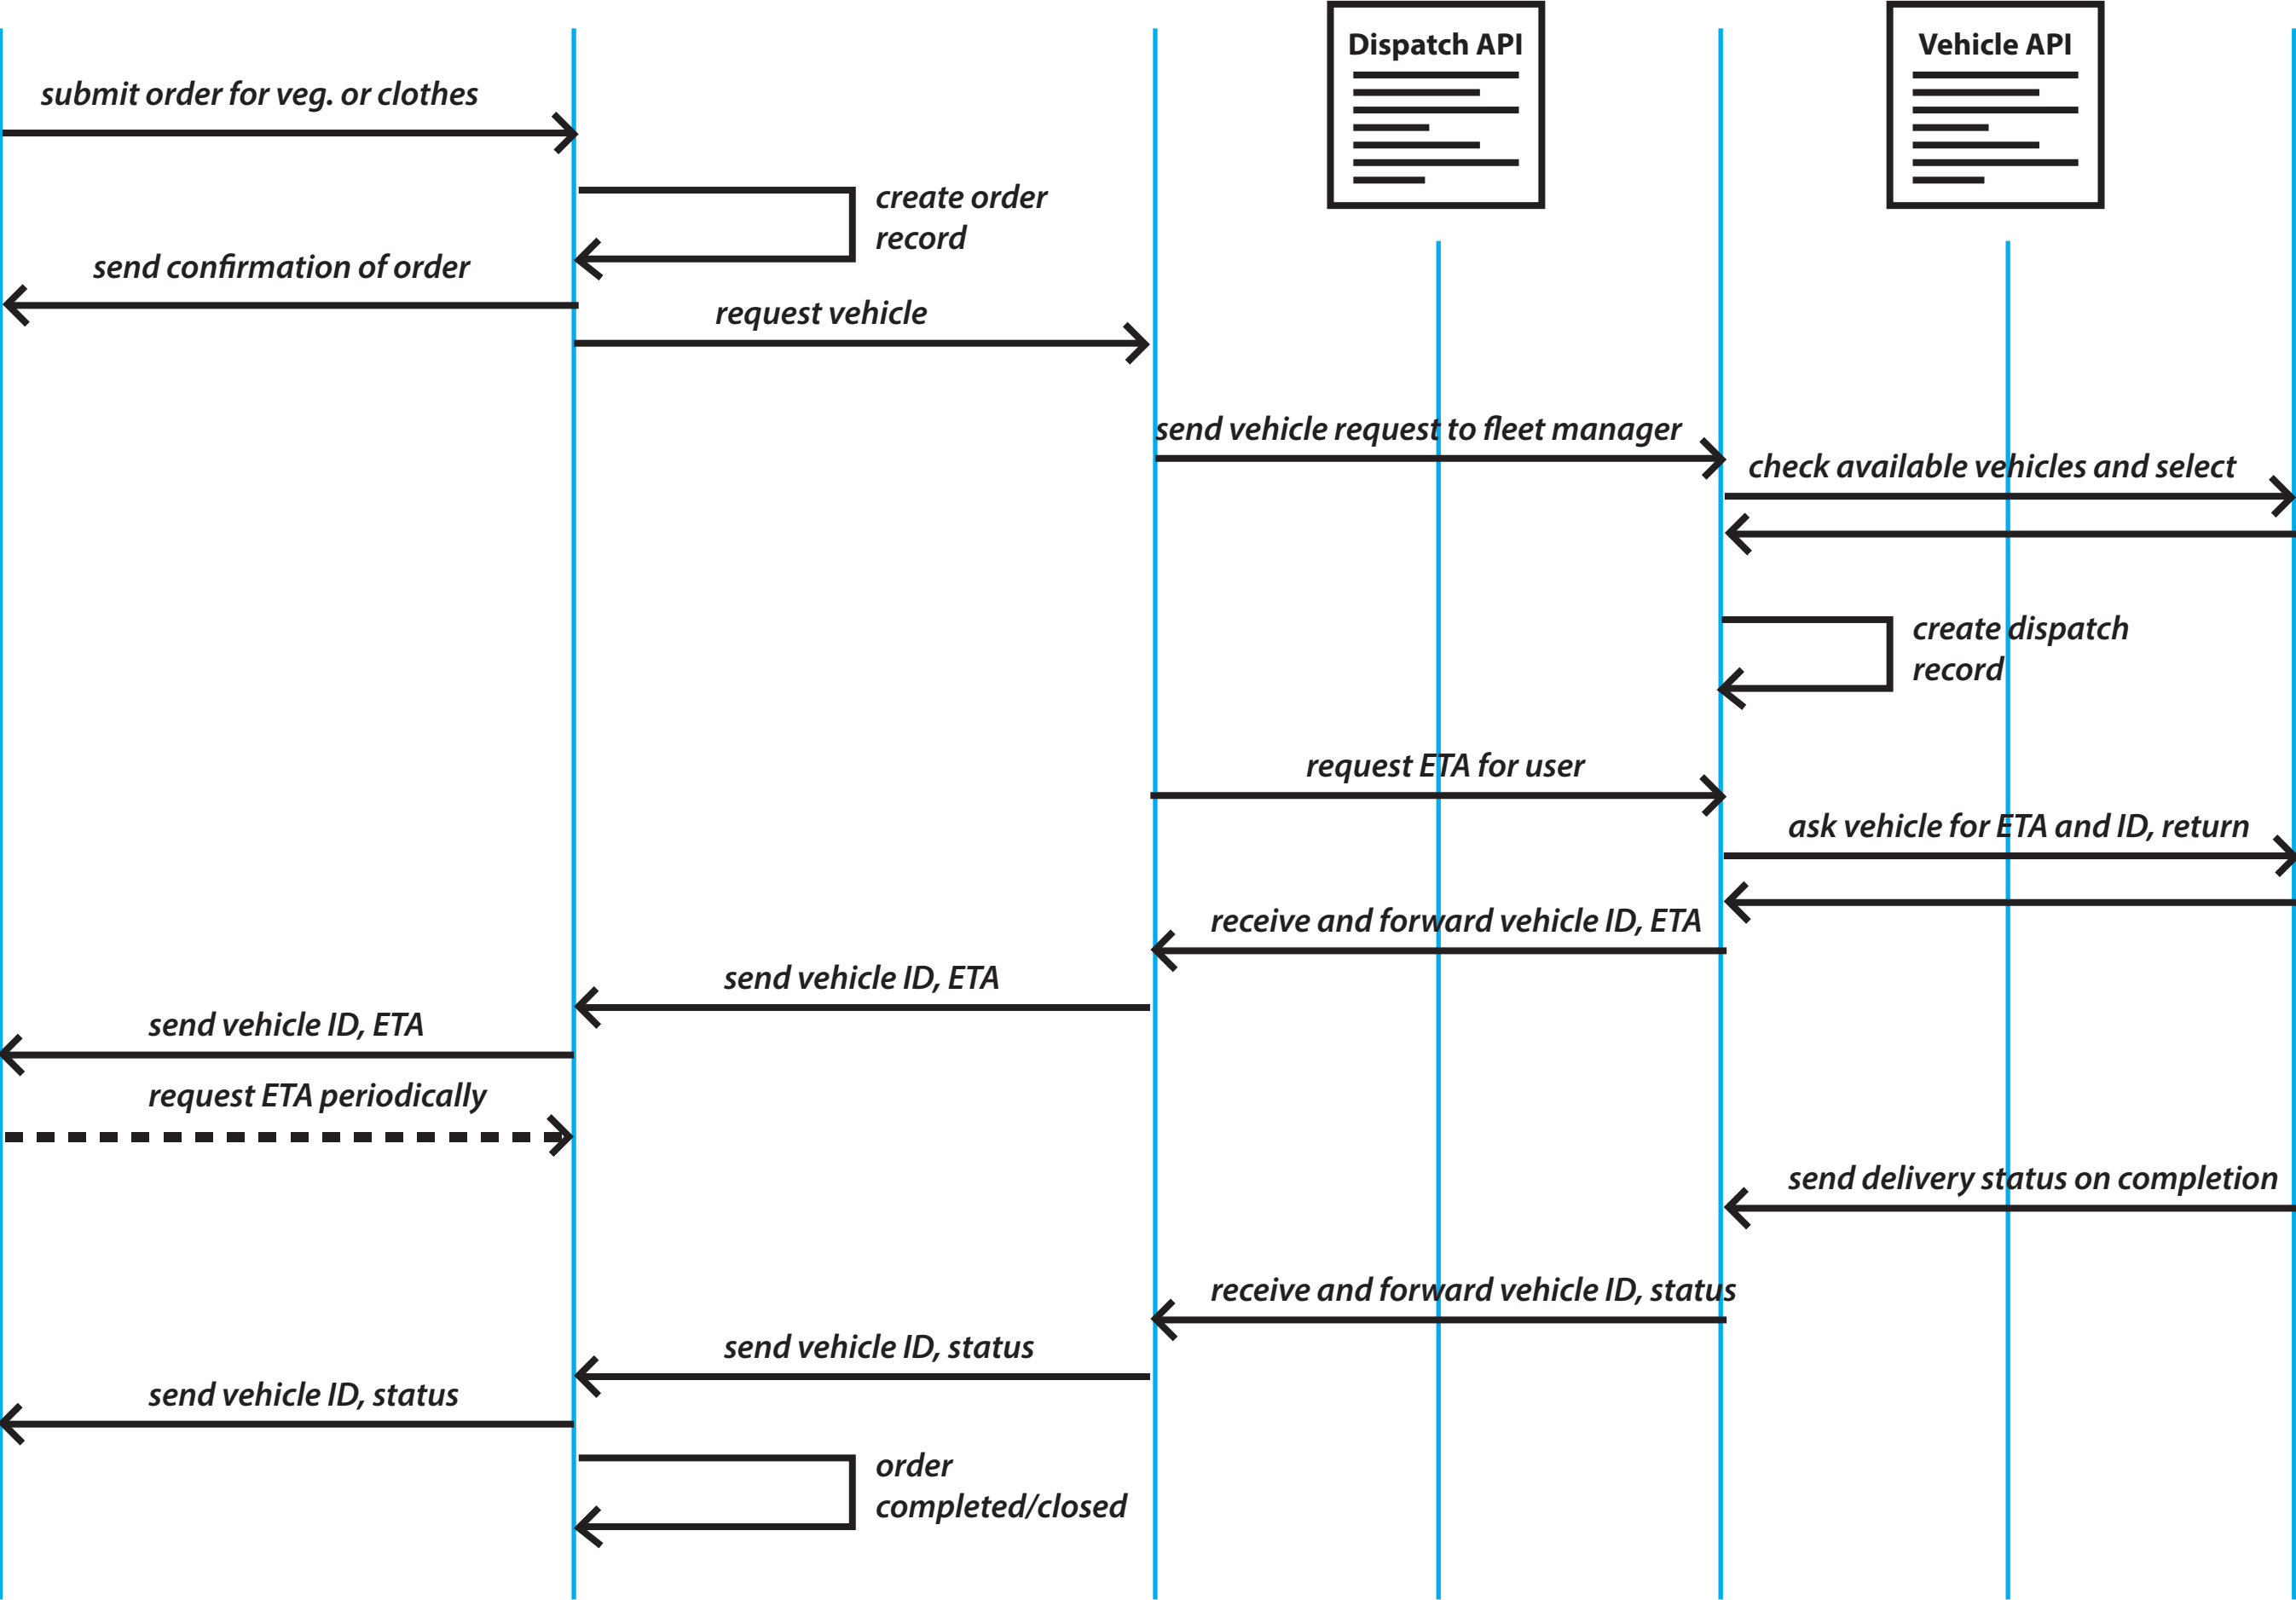 Dispatch API
Vehicle API
submit order for veg. or clothes
create order
record
send confirmation of order
request vehicle
send vehicle request to fleet manager
check available vehicles and select
create dispatch
record
request ETA for user
ask vehicle for ETA and ID, return
receive and forward vehicle ID, ETA
send vehicle ID, ETA
send vehicle ID, ETA
request ETA periodically
send delivery status on completion
receive and forward vehicle ID, status
send vehicle ID, status
send vehicle ID, status
order
completed/closed